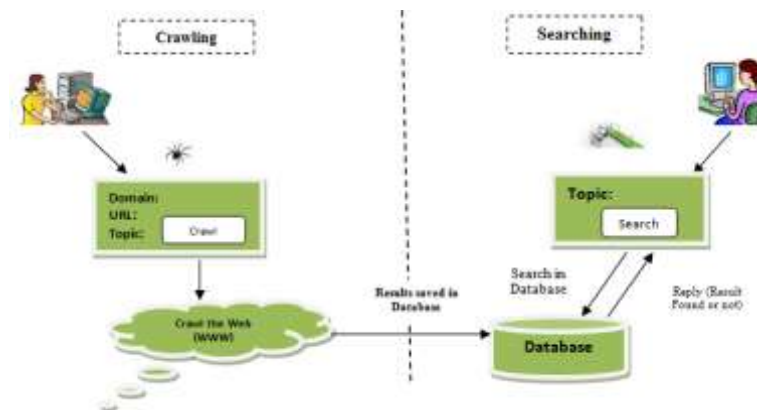 Crawling
Searching
Domain:
URL:
Topic:
Crawl
Topic:
Search
Search in
Database
Reply (Result
Found or not)
Results saved in
Database
Crawl the Web
(WWW)
Database